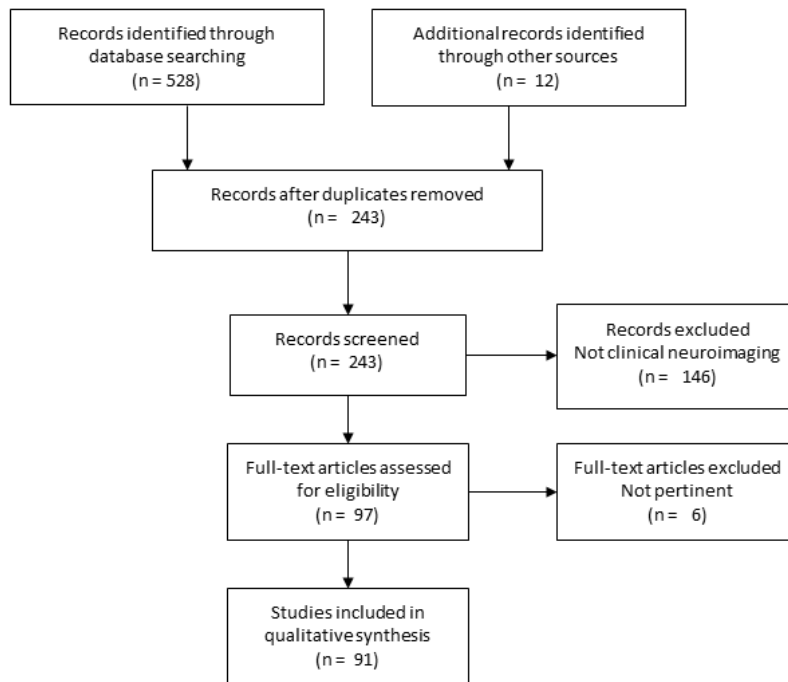 Records identified through
database searching
(n = 528)
Additional records identified
through other sources
(n = 12)
Records after duplicates removed
(n = 243)
Records screened
(n = 243)
Records excluded
Not clinical neuroimaging
(n = 146)
Full-text articles assessed
for eligibility
(n = 97)
Full-text articles excluded
Not pertinent
(n = 6)
Studies included in
qualitative synthesis
(n = 91)